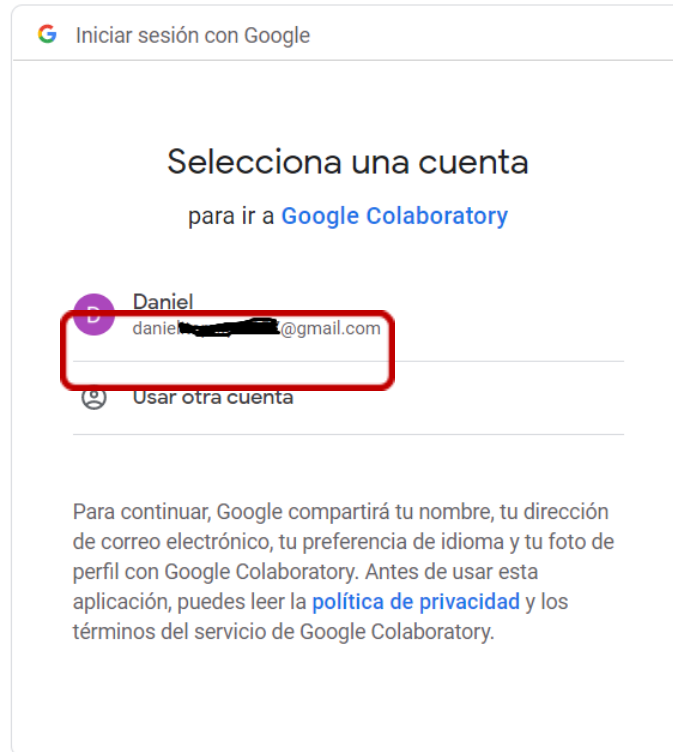 Iniciar sesión con Google
Selecciona una cuenta
para ir a Google Colaboratory
D
Daniel
daniel @gmail.com
Usar otra cuenta
Para continuar, Google compartirá tu nombre, tu dirección
de correo electrónico, tu preferencia de idioma y tu foto de
perfil con Google Colaboratory. Antes de usar esta
aplicación, puedes leer la política de privacidad y los
términos del servicio de Google Colaboratory.